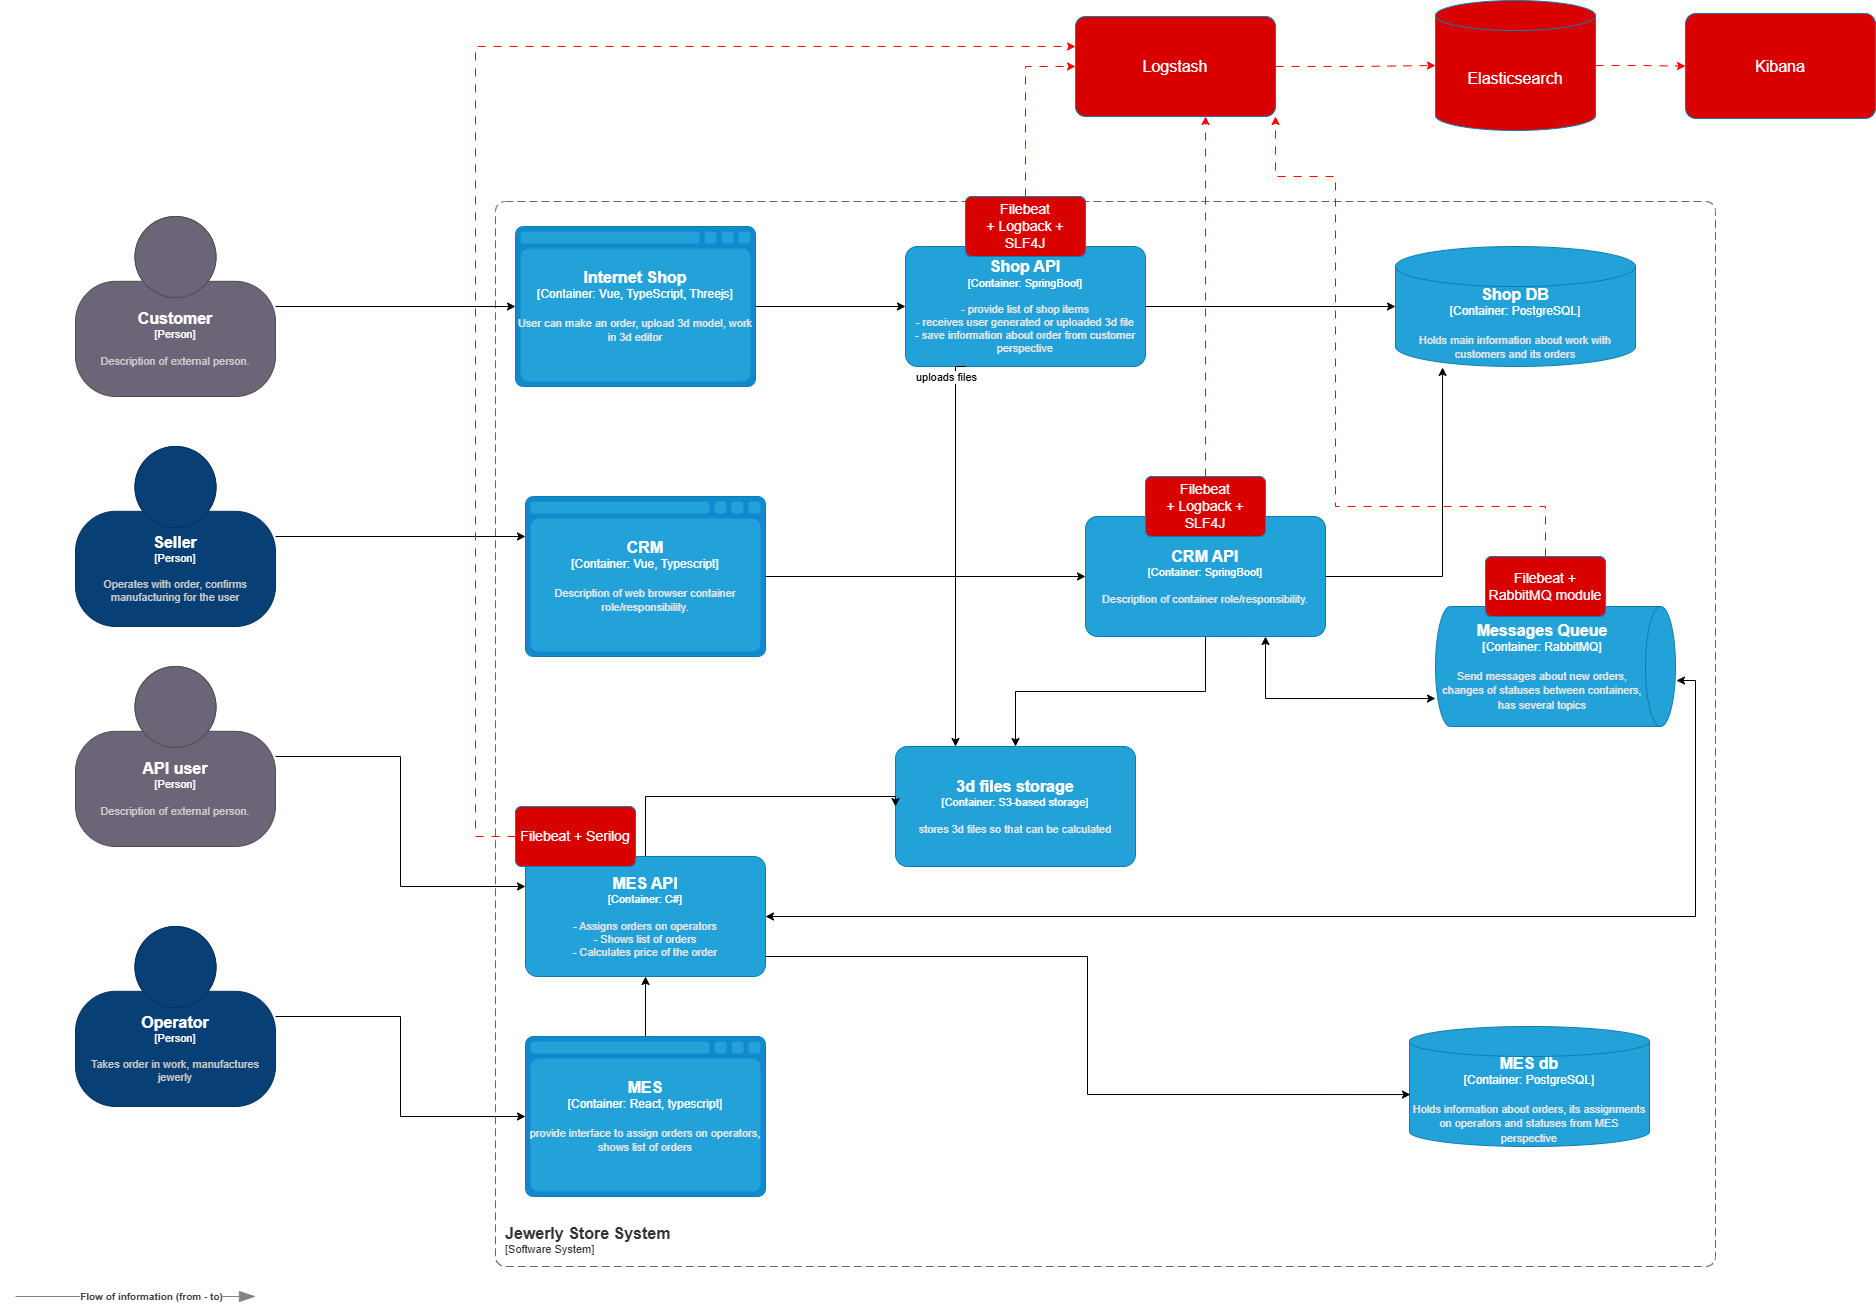 Logstash
Elasticsearch
Kibana
Filebeat
+ Logback +
SLF4J
Customer
[Person]
Description of external person.
Internet Shop
[Container: Vue, TypeScript, Threejs]
User can make an order, upload 3d model, work
in 3d editor
Shop API
[Container: SpringBool]
- provide list of shop items
- receives user generated or uploaded 3d file
- save information about order from customer
perspective
uploads files
Shop DB
[Container: PostgreSQL]
Holds main information about work with
customers and its orders
Seller
[Person]
Operates with order, confirms
manufacturing for the user
CRM
[Container: Vue, Typescript]
Description of web browser container
role/responsibility.
Filebeat
+ Logback +
SLF4J
CRM API
[Container: SpringBool]
Description of container role/responsibility.
Filebeat +
RabbitMQ module
Messages Queue
[Container: RabbitMQ]
Send messages about new orders,
changes of statuses between containers,
has several topics
API user
[Person]
Description of external person.
3d files storage
[Container: S3-based storage]
stores 3d files so that can be calculated
Filebeat + Serilog
MES API
[Container: C#]
- Assigns orders on operators
- Shows list of orders
- Calculates price of the order
Operator
[Person]
Takes order in work, manufactures
jewerly
MES
[Container: React, typescript]
provide interface to assign orders on operators,
shows list of orders
MES db
[Container: PostgreSQL]
Holds information about orders, its assignments
on operators and statuses from MES
perspective
Jewerly Store System
[Software System]
Flow of information (from - to)